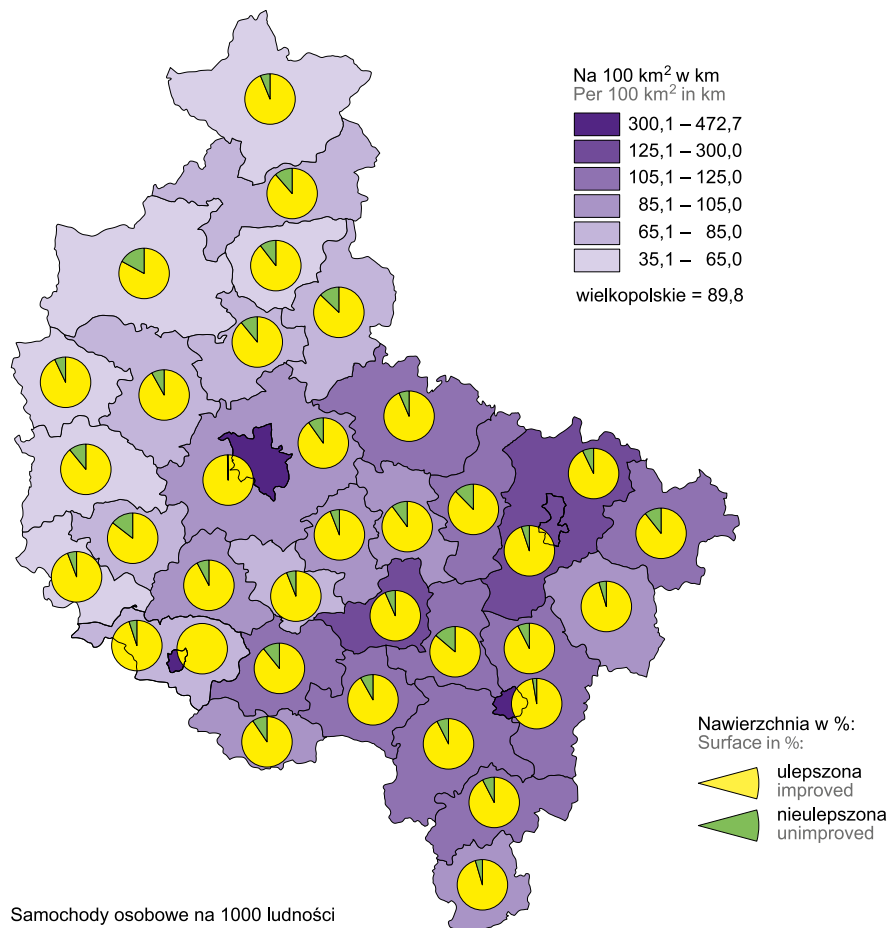 Na 100 km² w km
Per 100 km² in km
300,1 – 472,7
125,1 – 300,0
105,1 – 125,0
85,1 – 105,0
65,1 – 85,0
35,1 – 65,0
wielkopolskie = 89,8
Nawierzchnia w %:
Surface in %:
ulepszona
improved
nieulepszona
unimproved
Samochody osobowe na 1000 ludności